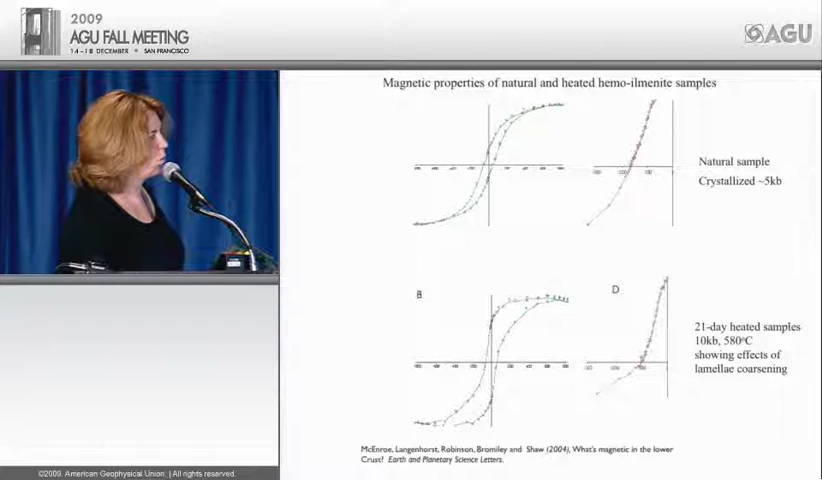 2009
AGU FALL MEETING
14-18 DECEMBER • SAN FRANCISCO
AGU
Magnetic properties of natural and heated hemo-ilmenite samples
Natural sample
Crystallized ~5kb
B
D
21-day heated samples
10kb, 580°C
showing effects of
lamellae coarsening
McEnroe, Langenhorst, Robinson, Bromiley and Shaw (2004), What's magnetic in the lower
Crust? Earth and Planetary Science Letters.
©2009. American Geophysical Union. | All rights reserved.